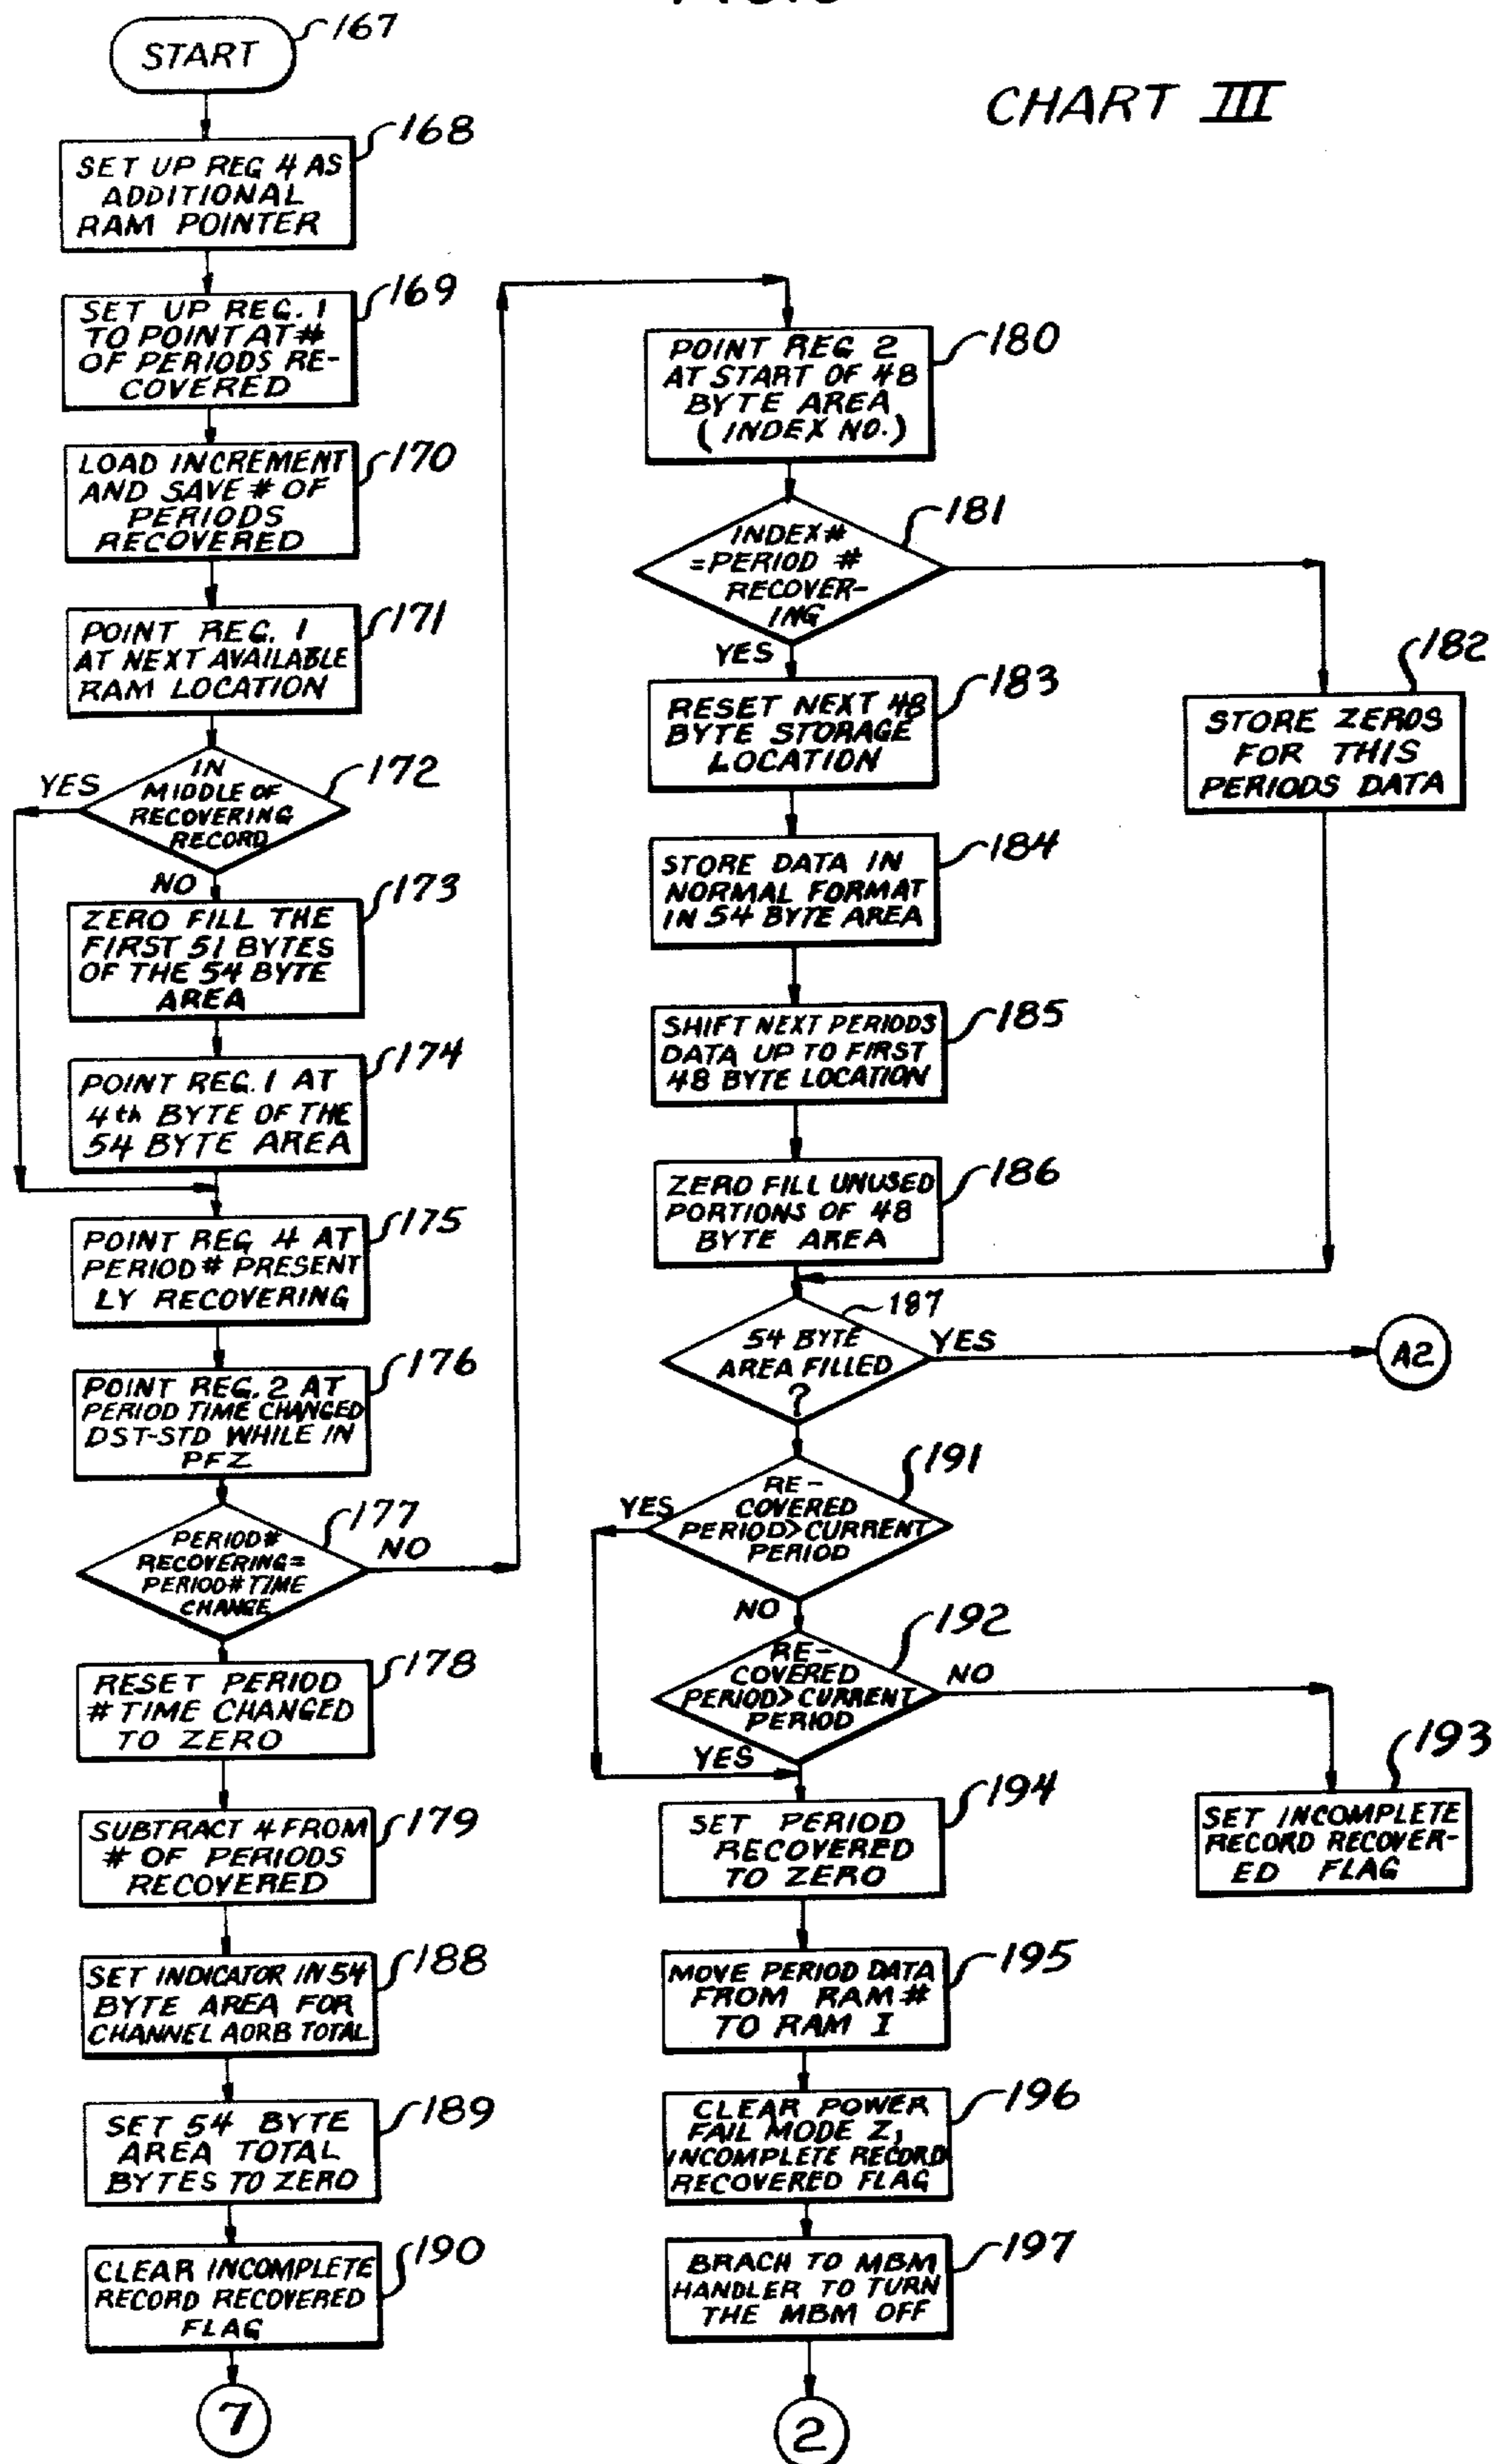 CHART III
START
167
168
SET UP REG 4 AS
ADDITIONAL
RAM POINTER
169
SET UP REG. 1
TO POINT AT #
OF PERIODS RE-
COVERED
170
LOAD INCREMENT
AND SAVE # OF
PERIODS
RECOVERED
171
POINT REG. 1
AT NEXT AVAILABLE
RAM LOCATION
172
IN
MIDDLE OF
RECOVERING
RECORD
YES
NO
173
ZERO FILL THE
FIRST 51 BYTES
OF THE 54 BYTE
AREA
174
POINT REG. 1 AT
4th BYTE OF THE
54 BYTE AREA
175
POINT REG 4 AT
PERIOD # PRESENT
LY RECOVERING
176
POINT REG. 2 AT
PERIOD TIME CHANGED
DST-STD WHILE IN
PFZ
177
PERIOD#
RECOVERING=
PERIOD# TIME
CHANGE
NO
178
RESET PERIOD
# TIME CHANGED
TO ZERO
179
SUBTRACT 4 FROM
# OF PERIODS
RECOVERED
188
SET INDICATOR IN 54
BYTE AREA FOR
CHANNEL AORB TOTAL
189
SET 54 BYTE
AREA TOTAL
BYTES TO ZERO
190
CLEAR INCOMPLETE
RECORD RECOVERED
FLAG
7
180
POINT REG 2
AT START OF 48
BYTE AREA
(INDEX NO.)
181
INDEX#
=PERIOD #
RECOVER-
ING
YES
182
STORE ZEROS
FOR THIS
PERIODS DATA
183
RESET NEXT 48
BYTE STORAGE
LOCATION
184
STORE DATA IN
NORMAL FORMAT
IN 54 BYTE AREA
185
SHIFT NEXT PERIODS
DATA UP TO FIRST
48 BYTE LOCATION
186
ZERO FILL UNUSED
PORTIONS OF 48
BYTE AREA
187
54 BYTE
AREA FILLED
?
YES
A2
191
RE-
COVERED
PERIOD>CURRENT
PERIOD
YES
NO
192
RE-
COVERED
PERIOD>CURRENT
PERIOD
NO
YES
193
SET INCOMPLETE
RECORD RECOVER-
ED FLAG
194
SET PERIOD
RECOVERED
TO ZERO
195
MOVE PERIOD DATA
FROM RAM #
TO RAM I
196
CLEAR POWER
FAIL MODE Z,
INCOMPLETE RECORD
RECOVERED FLAG
197
BRACH TO MBM
HANDLER TO TURN
THE MBM OFF
2